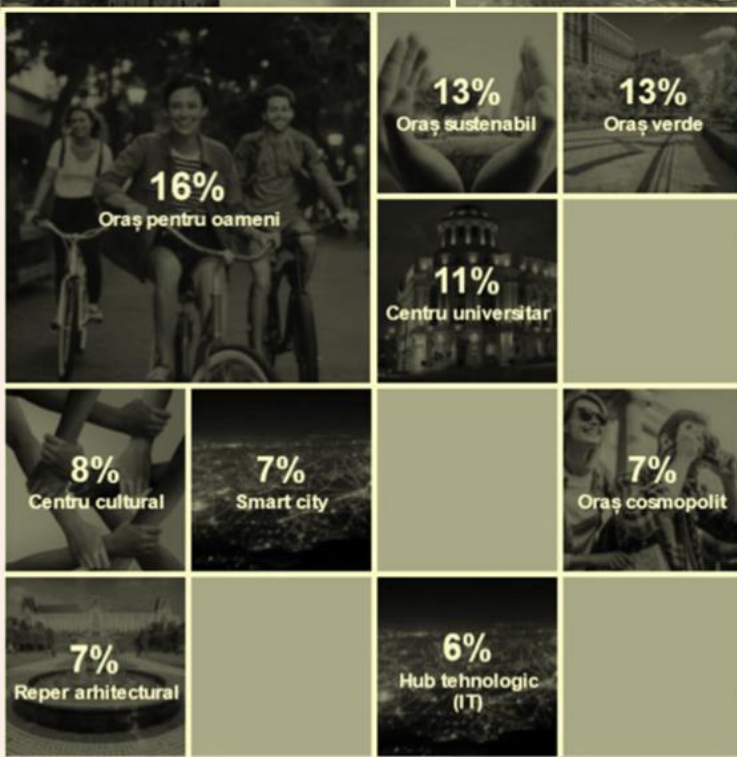 16%
Oraș pentru oameni
13%
Oraș sustenabil
13%
Oraș verde
11%
Centru universitar
8%
Centru cultural
7%
Smart city
7%
Oraș cosmopolit
7%
Reper arhitectural
6%
Hub tehnologic
(IT)